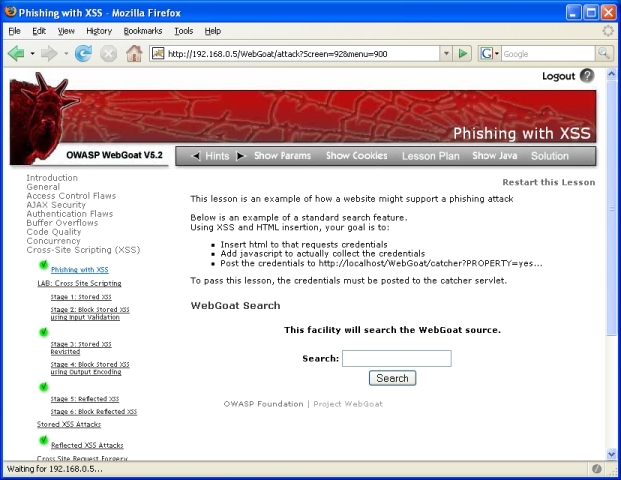 Phishing with XSS - Mozilla Firefox
File Edit View History Bookmarks Tools Help
http://192.168.0.5/WebGoat/attack?Screen=92&menu=900
Google
Logout ?
Phishing with XSS
OWASP WebGoat V5.2
Hints Show Params Show Cookies Lesson Plan Show Java Solution
Restart this Lesson
Introduction
General
Access Control Flaws
AJAX Security
Authentication Flaws
Buffer Overflows
Code Quality
Concurrency
Cross-Site Scripting (XSS)
Phishing with XSS
LAB: Cross Site Scripting
Stage 1: Stored XSS
Stage 2: Block Stored XSS
using Input Validation
Stage 3: Stored XSS
Revisited
Stage 4: Block Stored XSS
using Output Encoding
Stage 5: Reflected XSS
Stage 6: Block Reflected XSS
Stored XSS Attacks
Reflected XSS Attacks
Cross Site Request Forgery
This lesson is an example of how a website might support a phishing attack
Below is an example of a standard search feature.
Using XSS and HTML insertion, your goal is to:
Insert html to that requests credentials
Add javascript to actually collect the credentials
Post the credentials to http://localhost/WebGoat/catcher?PROPERTY=yes...
To pass this lesson, the credentials must be posted to the catcher servlet.
WebGoat Search
This facility will search the WebGoat source.
Search:
Search
OWASP Foundation | Project WebGoat
Waiting for 192.168.0.5...